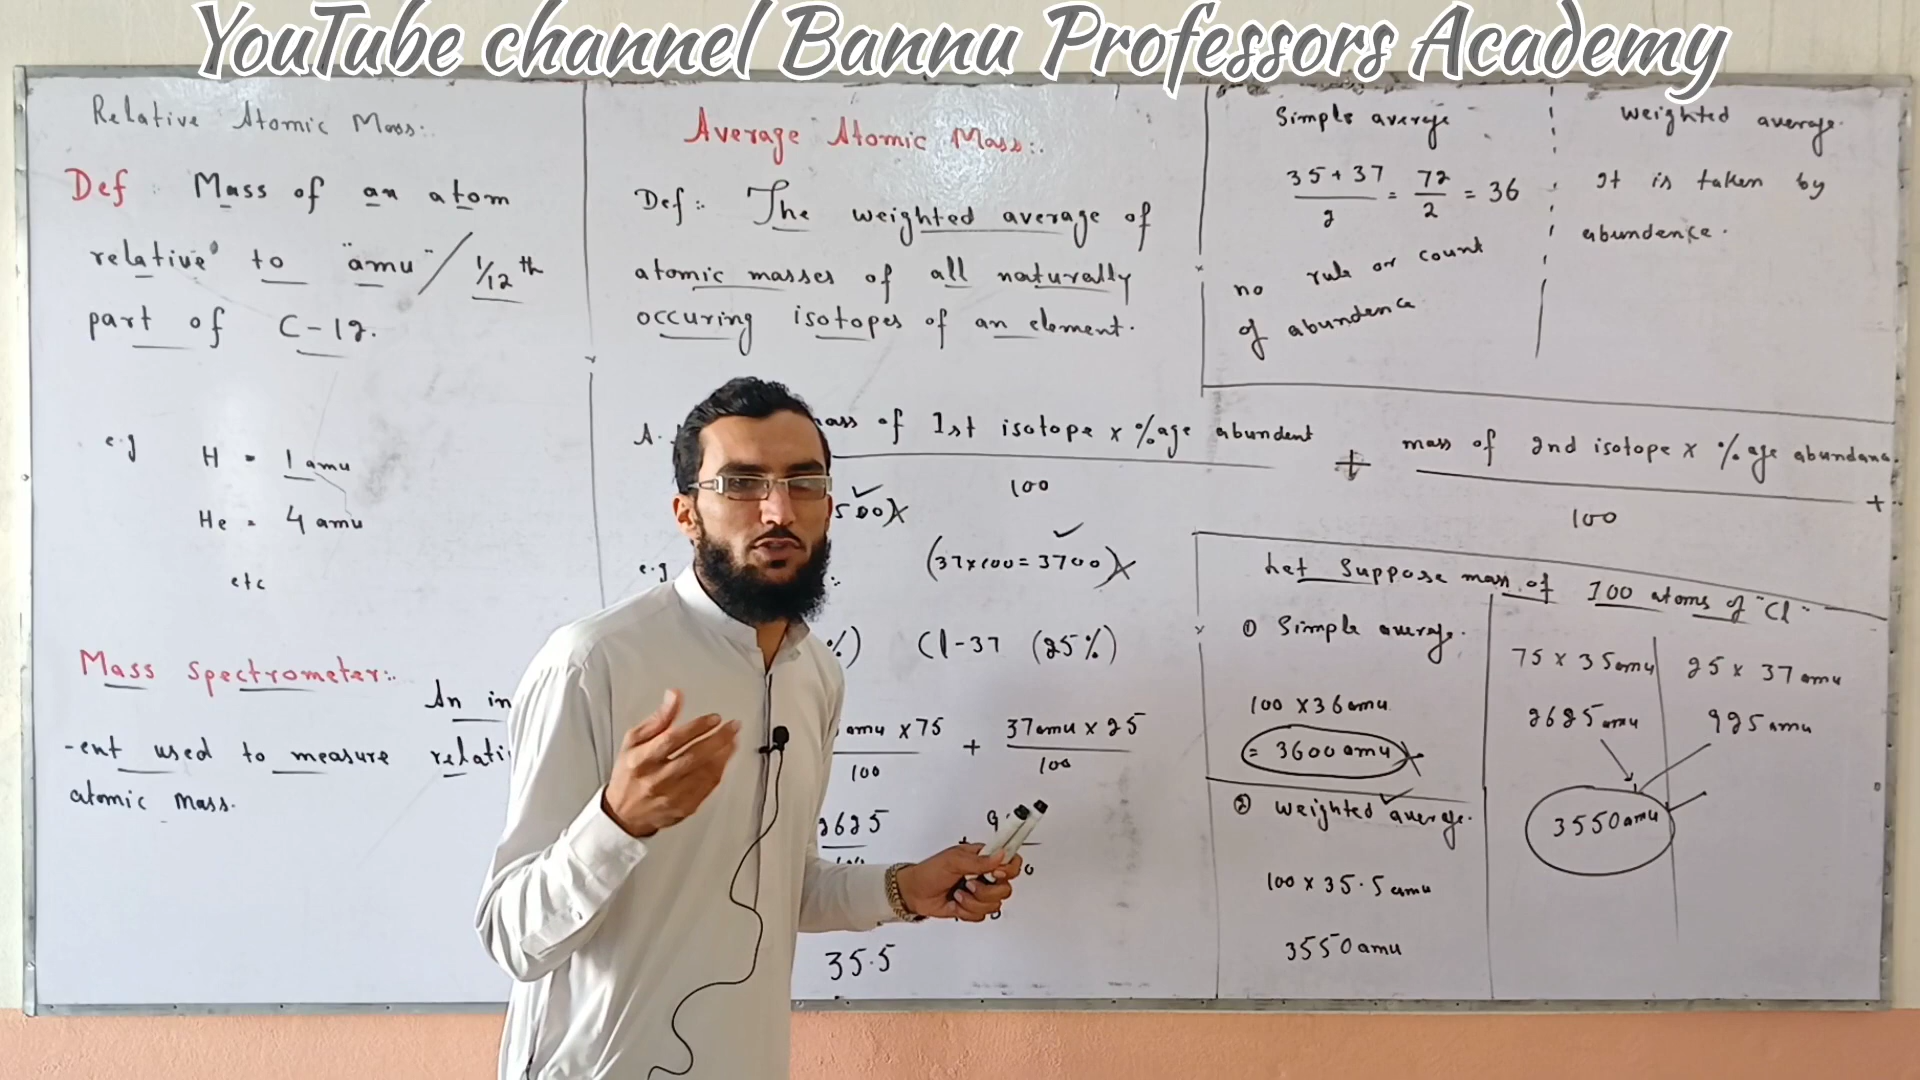 YouTube channel Bannu Professors Academy
Relative Atomic Mass:.
Def: Mass of an atom
relative to "amu" / 1/12 th
part of C-12.
e.g
H = 1 amu
He = 4 amu
etc
Mass Spectrometer:.
An in
-ent used to measure relati
atomic mass.
Average Atomic Mass:.
Def:. The weighted average of
atomic masses of all naturally
occuring isotopes of an element.
A.
mass of 1st isotope x %age abundent
100
+
mass of 2nd isotope x %age abundanc
100
+
500)
e.g
(37x100 = 3700)
%) Cl-37 (25%)
amu x 75
100
+
37amu x 25
100
2625
35.5
Simple average
35 + 37
2
= 72
2
= 36
no rule or count
of abundence
weighted average.
It is taken by
abundence.
Let Suppose mass of 100 atoms of "Cl"
① Simple average.
100 x 36 amu
= 3600 amu
② weighted average.
100 x 35.5 amu
3550 amu
75 x 35amu
2625 amu
25 x 37 amu
925 amu
3550 amu